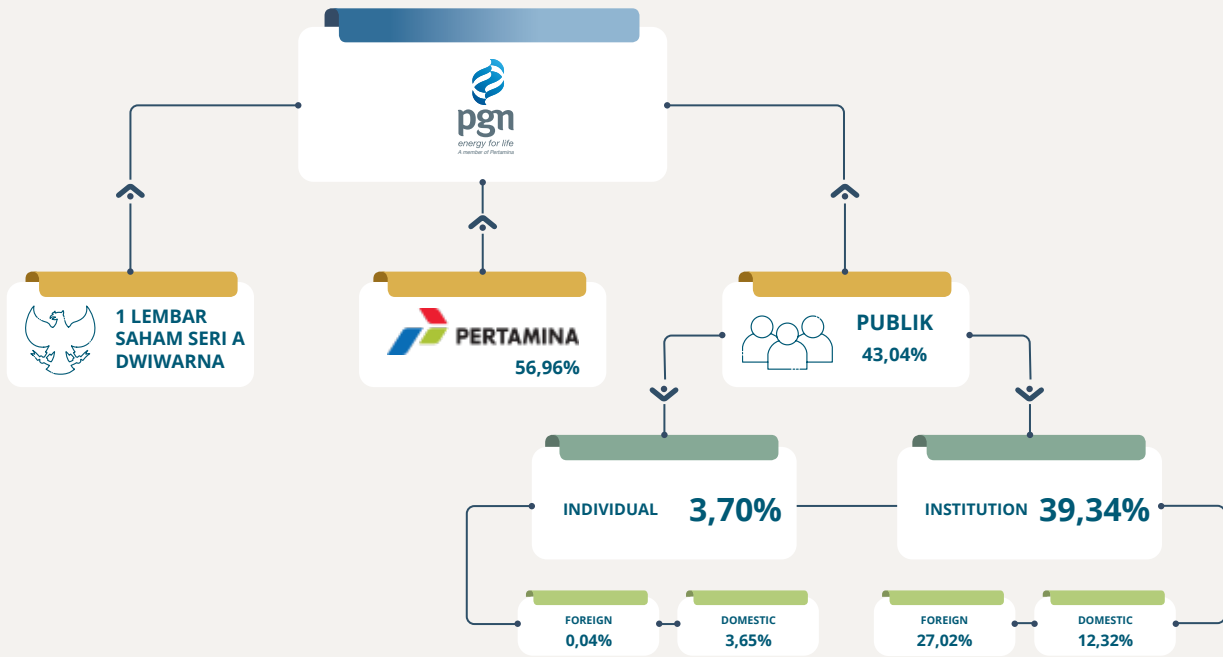 pgn
energy for life
A member of Pertamina
1 LEMBAR
SAHAM SERI A
DWIWARNA
PERTAMINA
56,96%
PUBLIK
43,04%
INDIVIDUAL 3,70%
INSTITUTION 39,34%
FOREIGN
0,04%
DOMESTIC
3,65%
FOREIGN
27,02%
DOMESTIC
12,32%